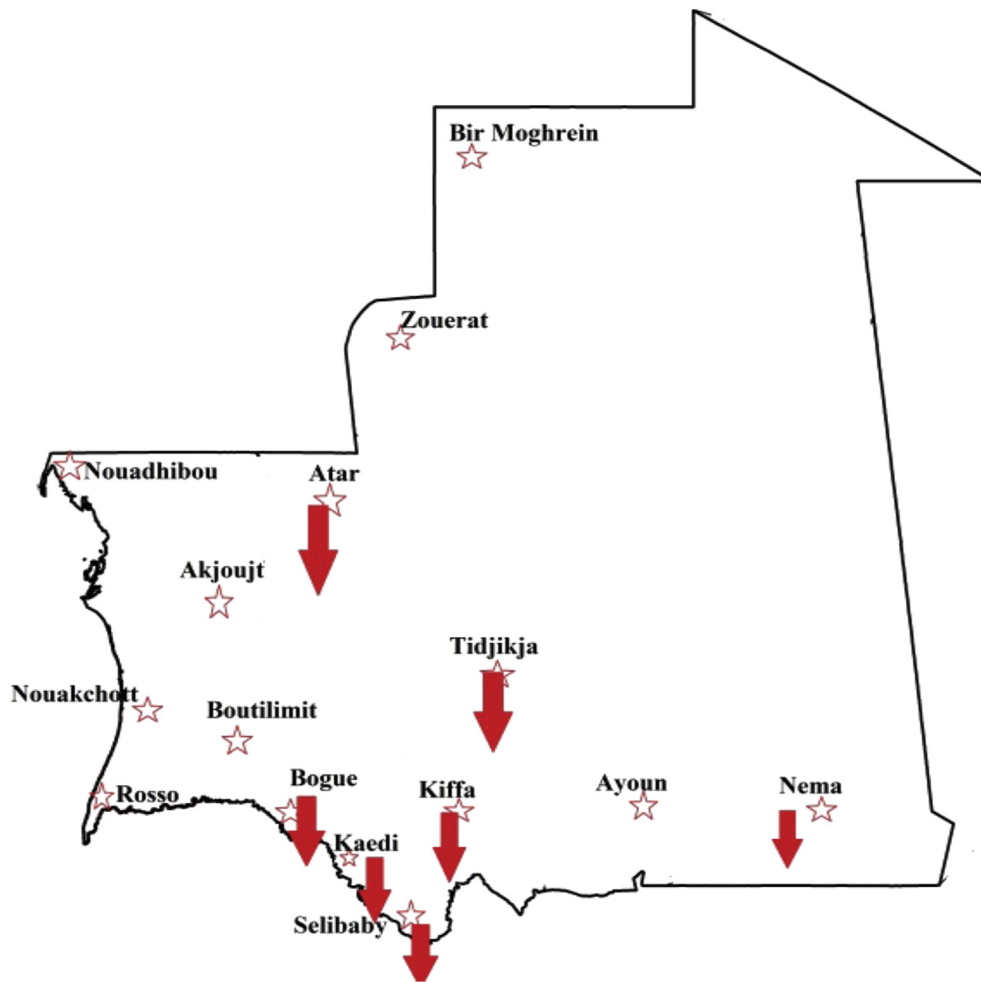 Bir Moghrein
Zouerat
Nouadhibou
Atar
Akjoujt
Tidjikja
Nouakchott
Boutilimit
Bogue
Kiffa
Ayoun
Nema
Rosso
Kaedi
Selibaby